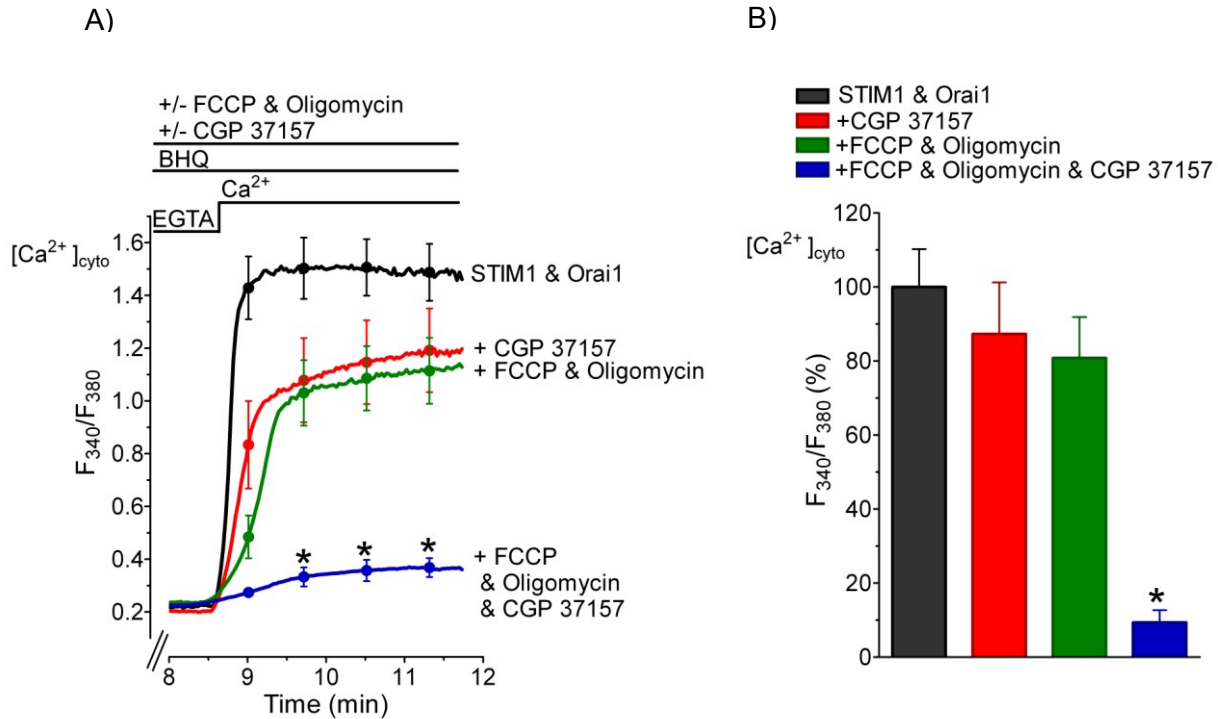 A)
+/- FCCP & Oligomycin
+/- CGP 37157
BHQ
Ca²⁺
EGTA
[Ca²⁺]cyto
F340/F380
1.6
1.4
1.2
1.0
0.8
0.6
0.4
0.2
STIM1 & Orai1
+ CGP 37157
+ FCCP & Oligomycin
* * *
+ FCCP
& Oligomycin
& CGP 37157
8 9 10 11 12
Time (min)
B)
STIM1 & Orai1
+CGP 37157
+FCCP & Oligomycin
+FCCP & Oligomycin & CGP 37157
[Ca²⁺]cyto
F340/F380 (%)
120
100
80
60
40
20
0
*